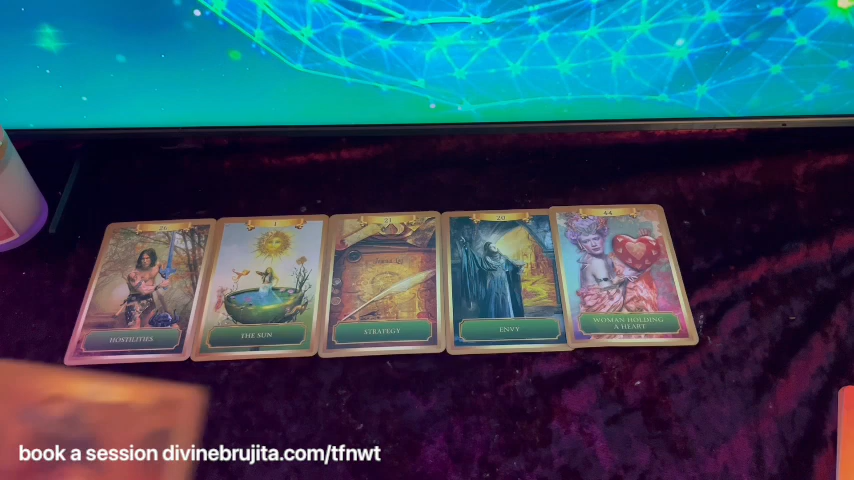 26
HOSTILITIES
1
THE SUN
21
STRATEGY
20
ENVY
44
WOMAN HOLDING
A HEART
book a session divinebrujita.com/tfnwt